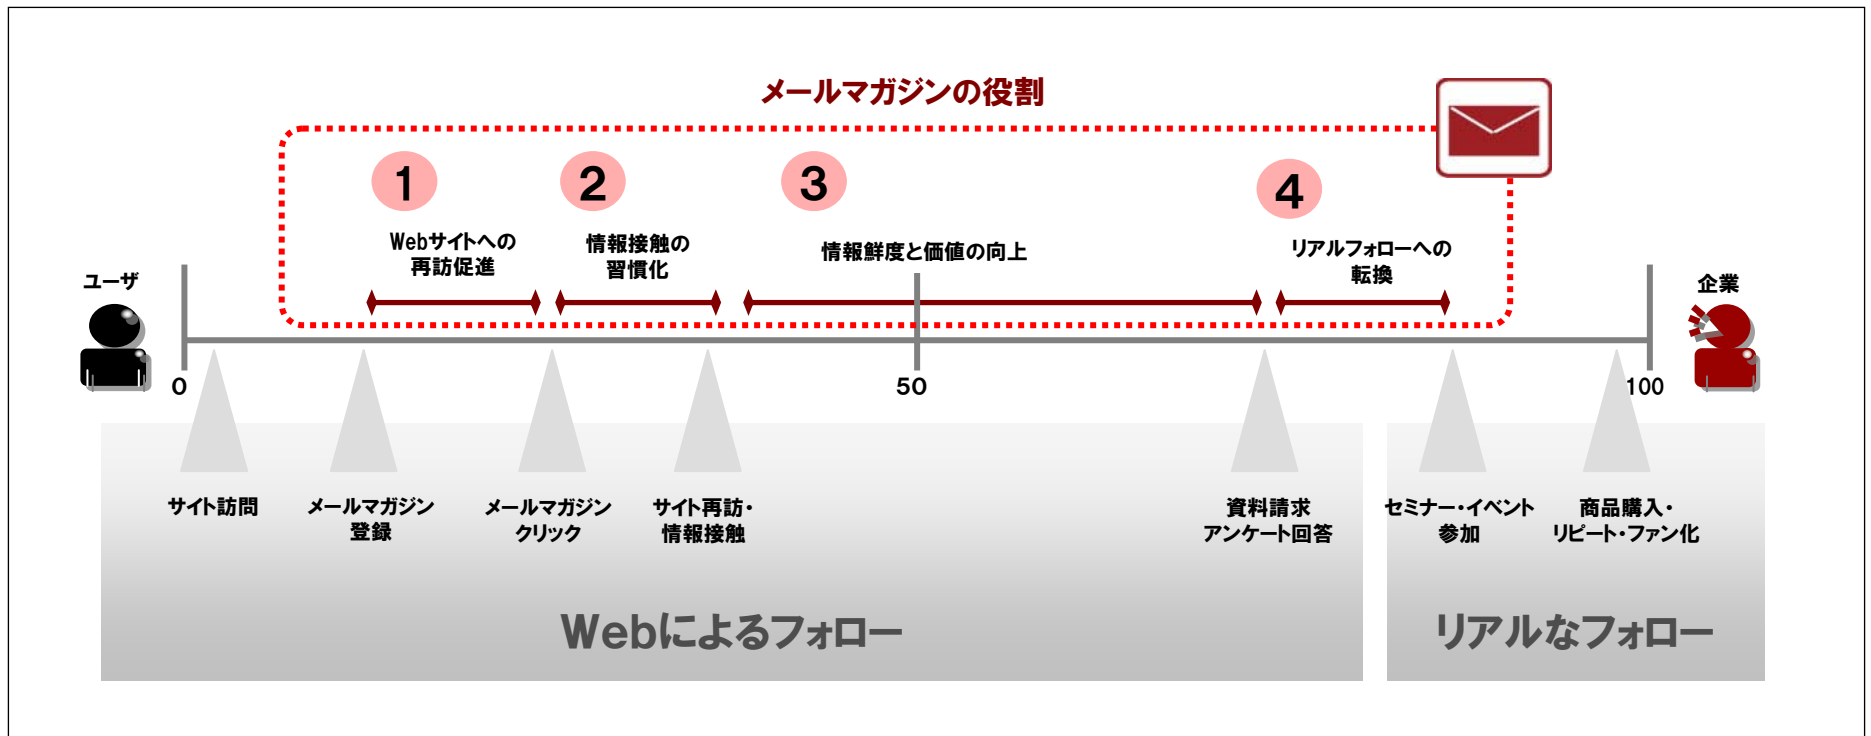 メールマガジンの役割
1
2
3
4
Webサイトへの
再訪促進
情報接触の
習慣化
情報鮮度と価値の向上
リアルフォローへの
転換
ユーザ
企業
0
50
100
サイト訪問
メールマガジン
登録
メールマガジン
クリック
サイト再訪・
情報接触
資料請求
アンケート回答
セミナー・イベント
参加
商品購入・
リピート・ファン化
Webによるフォロー
リアルなフォロー